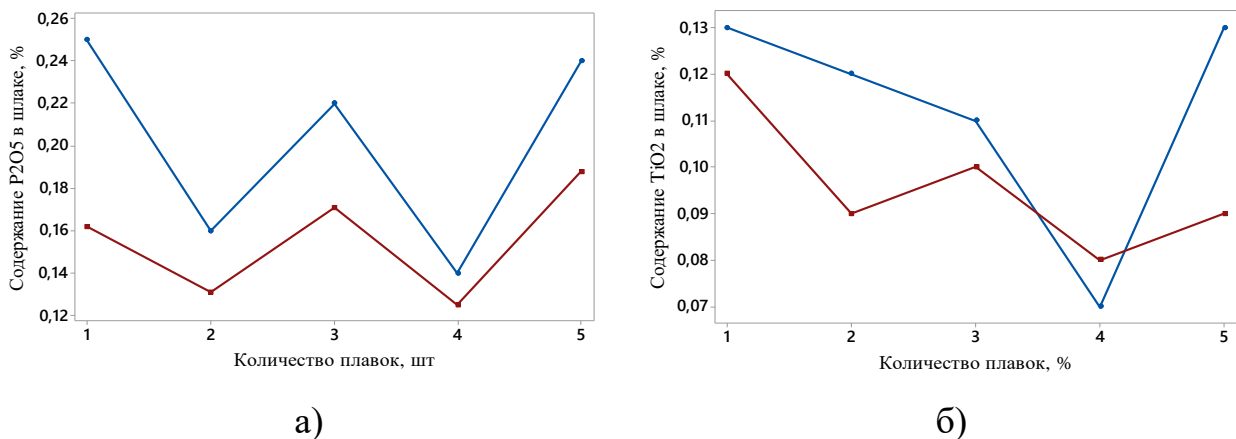 Содержание P2O5 в шлаке, %
0,26
0,24
0,22
0,20
0,18
0,16
0,14
0,12
1 2 3 4 5
Количество плавок, шт
а)
Содержание TiO2 в шлаке, %
0,13
0,12
0,11
0,10
0,09
0,08
0,07
1 2 3 4 5
Количество плавок, %
б)